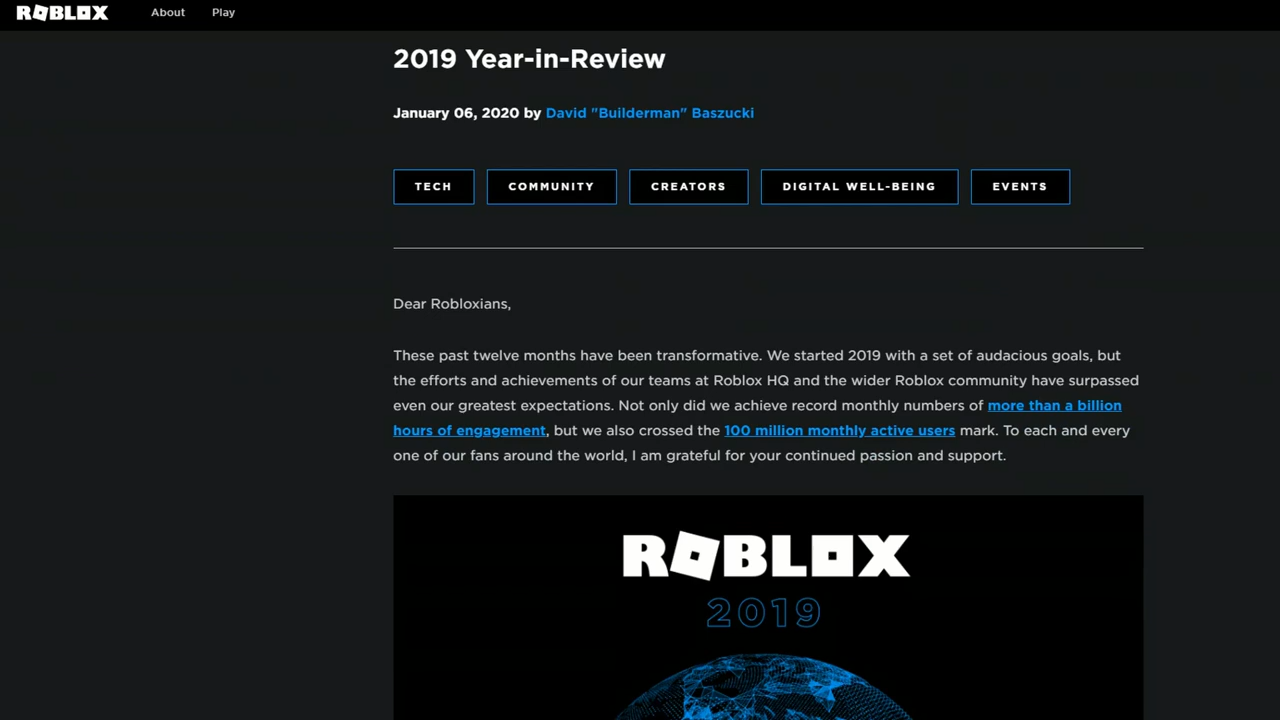 ROBLOX About Play
2019 Year-in-Review
January 06, 2020 by David "Builderman" Baszucki
TECH COMMUNITY CREATORS DIGITAL WELL-BEING EVENTS
Dear Robloxians,
These past twelve months have been transformative. We started 2019 with a set of audacious goals, but
the efforts and achievements of our teams at Roblox HQ and the wider Roblox community have surpassed
even our greatest expectations. Not only did we achieve record monthly numbers of more than a billion
hours of engagement, but we also crossed the 100 million monthly active users mark. To each and every
one of our fans around the world, I am grateful for your continued passion and support.
ROBLOX
2019